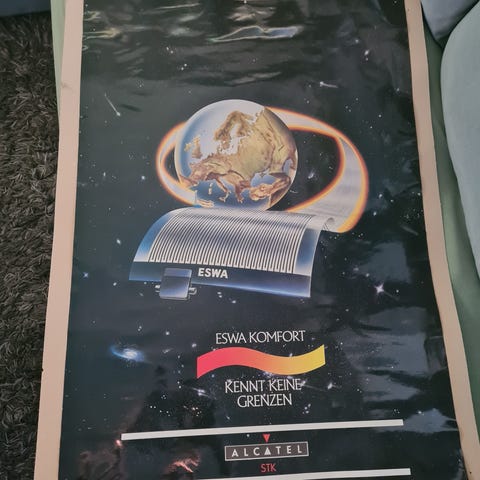 ESWA
ESWA KOMFORT
KENNT KEINE
GRENZEN
ALCATEL
STK